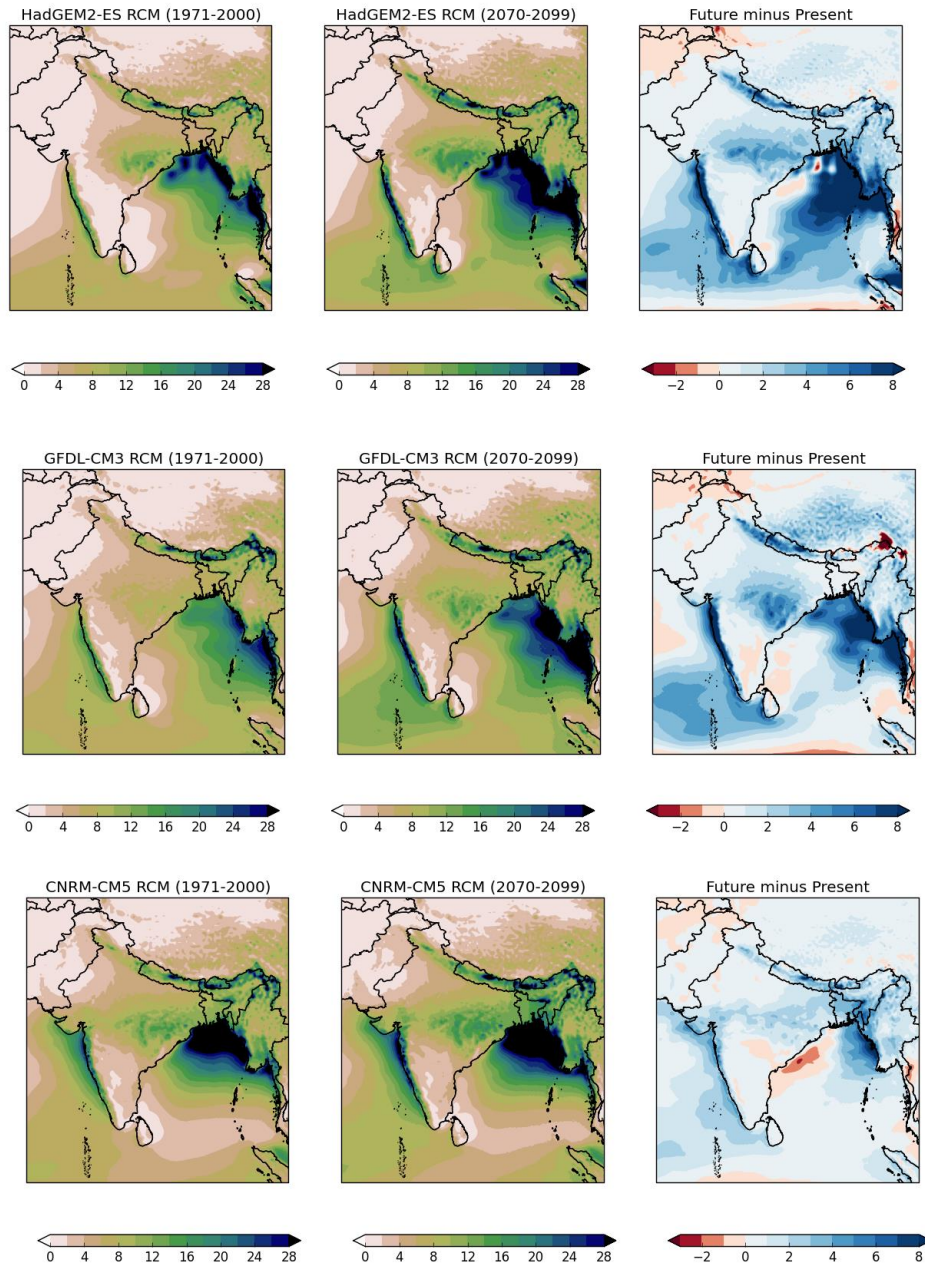 HadGEM2-ES RCM (1971-2000) HadGEM2-ES RCM (2070-2099) Future minus Present
0 4 8 12 16 20 24 28 0 4 8 12 16 20 24 28 −2 0 2 4 6 8
GFDL-CM3 RCM (1971-2000) GFDL-CM3 RCM (2070-2099) Future minus Present
0 4 8 12 16 20 24 28 0 4 8 12 16 20 24 28 −2 0 2 4 6 8
CNRM-CM5 RCM (1971-2000) CNRM-CM5 RCM (2070-2099) Future minus Present
0 4 8 12 16 20 24 28 0 4 8 12 16 20 24 28 −2 0 2 4 6 8